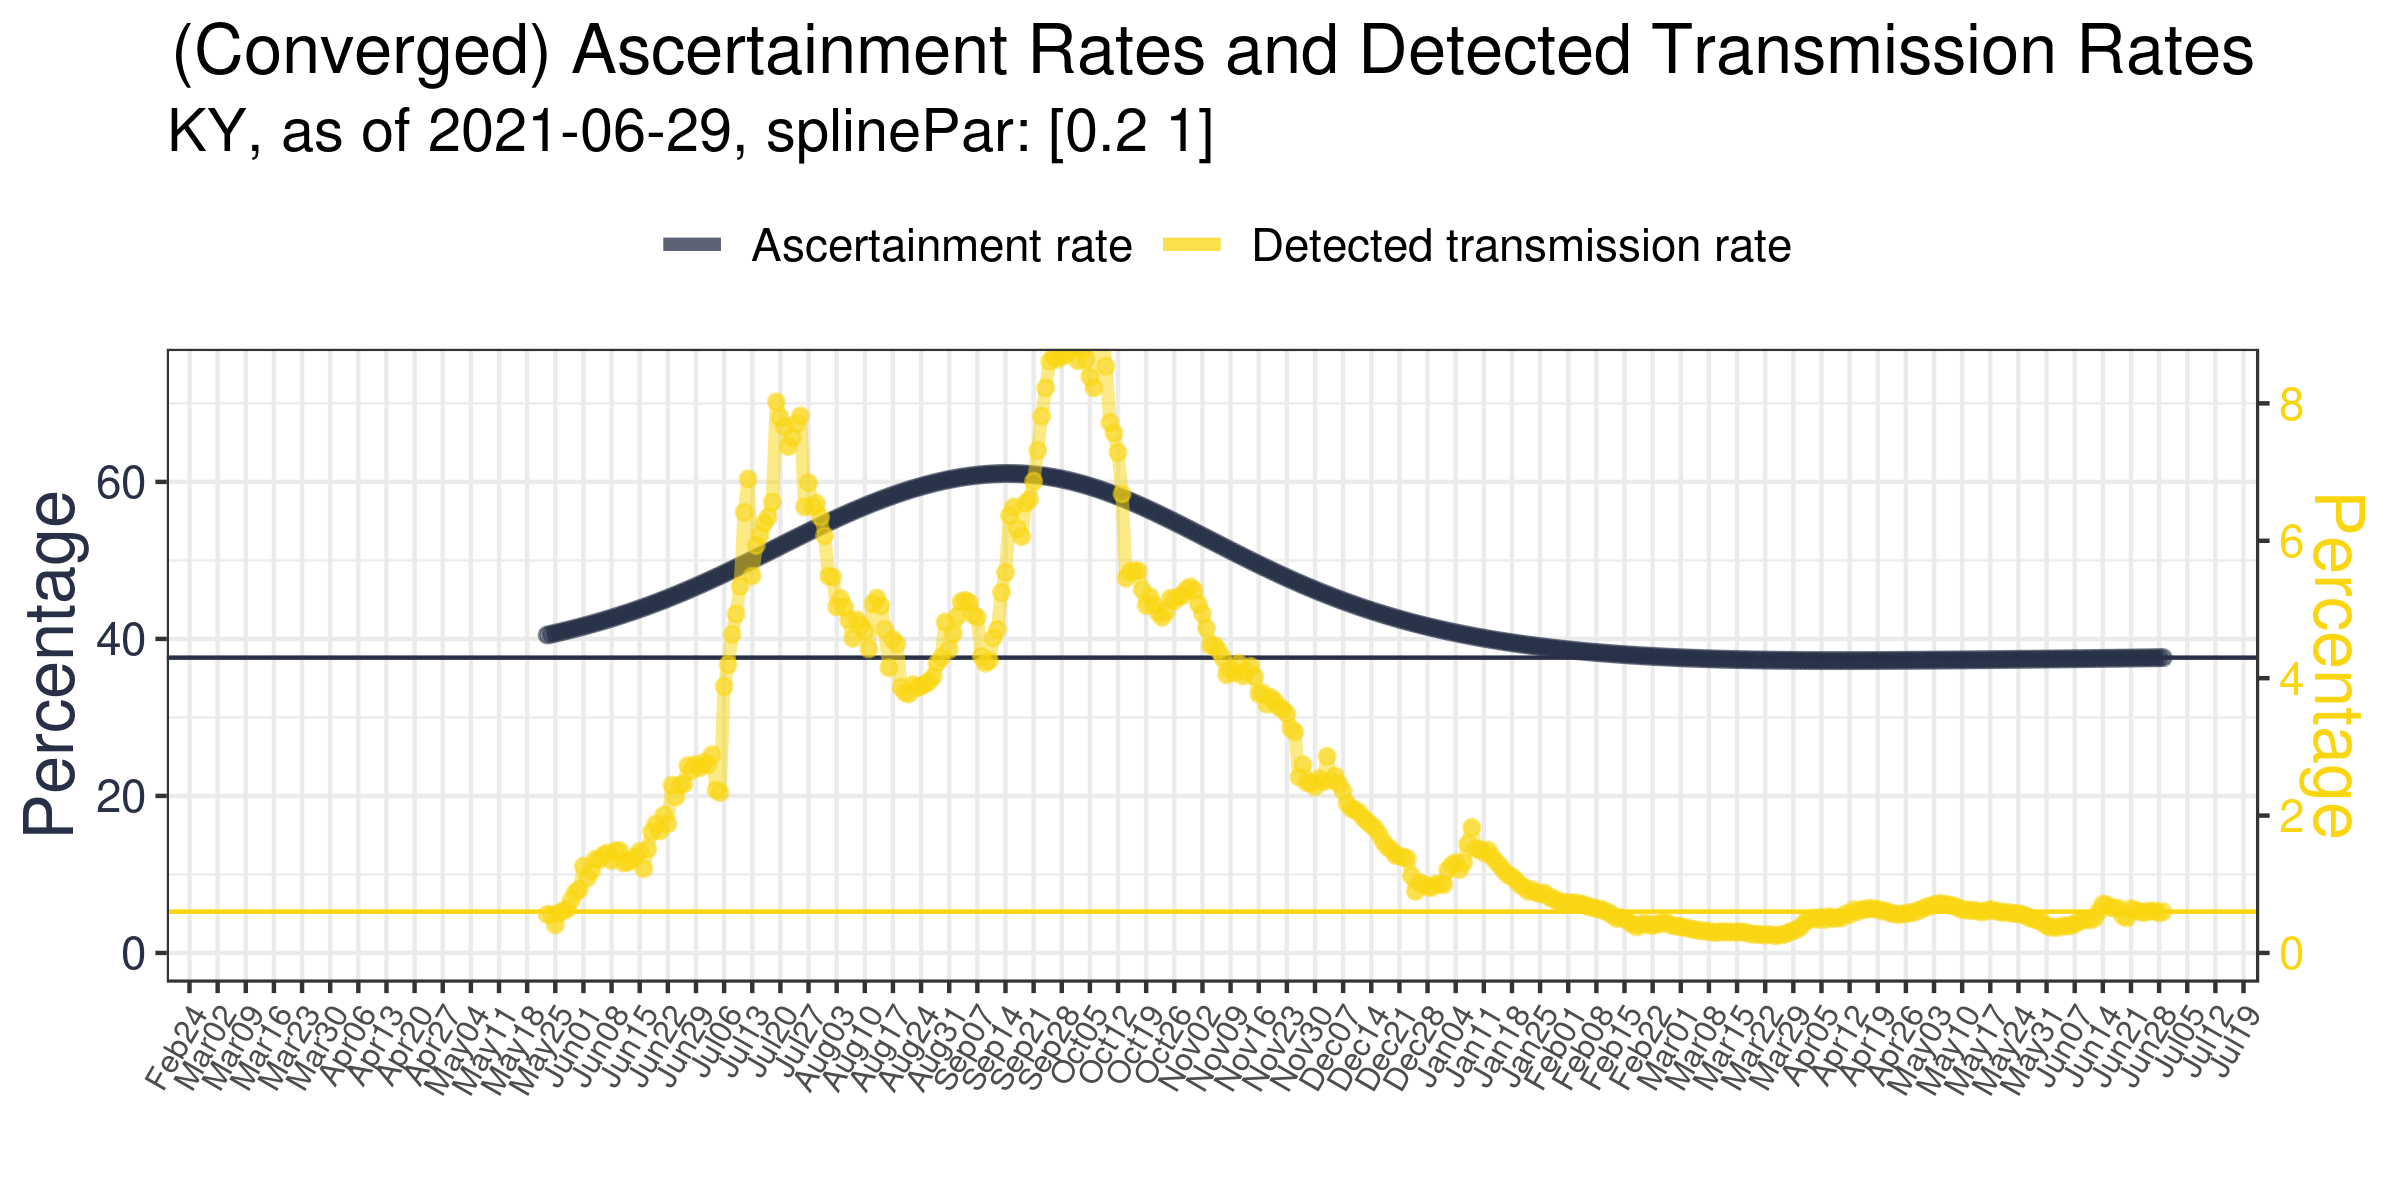 (Converged) Ascertainment Rates and Detected Transmission Rates
KY, as of 2021-06-29, splinePar: [0.2 1]
Ascertainment rate Detected transmission rate
Percentage
60
40
20
0
8
6
4
2
0
Percentage
Feb24 Mar02 Mar09 Mar16 Mar23 Mar30 Apr06 Apr13 Apr20 Apr27 May04 May11 May18 May25 Jun01 Jun08 Jun15 Jun22 Jun29 Jul06 Jul13 Jul20 Jul27 Aug03 Aug10 Aug17 Aug24 Aug31 Sep07 Sep14 Sep21 Sep28 Oct05 Oct12 Oct19 Oct26 Nov02 Nov09 Nov16 Nov23 Nov30 Dec07 Dec14 Dec21 Dec28 Jan04 Jan11 Jan18 Jan25 Feb01 Feb08 Feb15 Feb22 Mar01 Mar08 Mar15 Mar22 Mar29 Apr05 Apr12 Apr19 Apr26 May03 May10 May17 May24 May31 Jun07 Jun14 Jun21 Jun28 Jul05 Jul12 Jul19